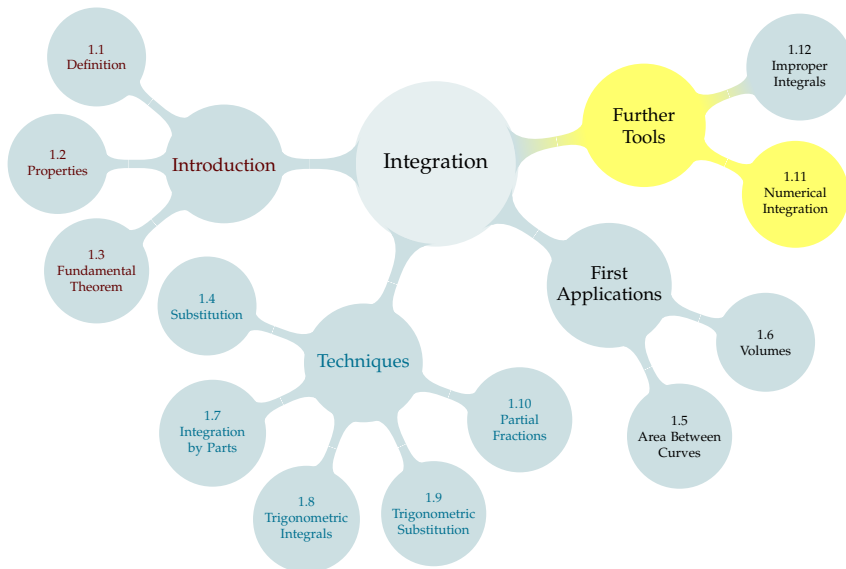 Integration
Introduction
1.1
Definition
1.2
Properties
1.3
Fundamental
Theorem
Techniques
1.4
Substitution
1.7
Integration
by Parts
1.8
Trigonometric
Integrals
1.9
Trigonometric
Substitution
1.10
Partial
Fractions
First
Applications
1.5
Area Between
Curves
1.6
Volumes
Further
Tools
1.11
Numerical
Integration
1.12
Improper
Integrals